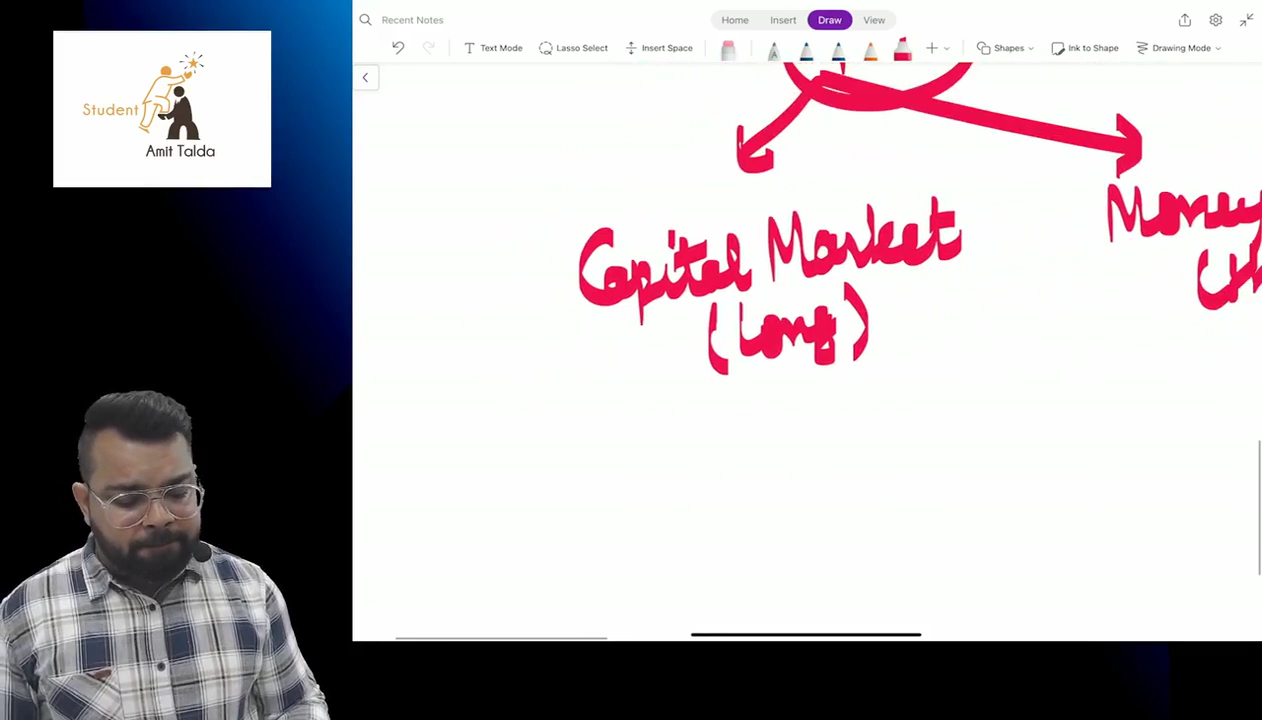 Recent Notes
Home Insert Draw View
Text Mode Lasso Select Insert Space Shapes Ink to Shape Drawing Mode
Student
Amit Talda
Capital Market
(Long)
Money